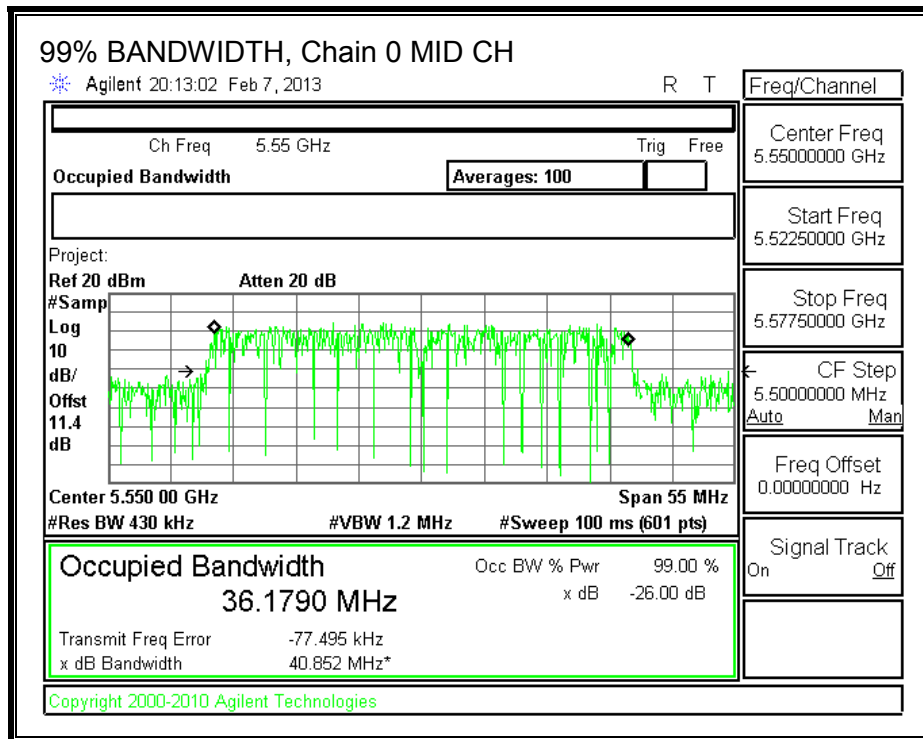 99% BANDWIDTH, Chain 0 MID CH
Agilent 20:13:02 Feb 7, 2013 R T
Freq/Channel
Ch Freq 5.55 GHz Trig Free
Occupied Bandwidth Averages: 100
Center Freq
5.55000000 GHz
Start Freq
5.52250000 GHz
Stop Freq
5.57750000 GHz
CF Step
5.50000000 MHz
Auto Man
Freq Offset
0.00000000 Hz
Signal Track
On Off
Project:
Ref 20 dBm Atten 20 dB
#Samp
Log
10
dB/
Offst
11.4
dB
Center 5.550 00 GHz Span 55 MHz
#Res BW 430 kHz #VBW 1.2 MHz #Sweep 100 ms (601 pts)
Occupied Bandwidth Occ BW % Pwr 99.00 %
36.1790 MHz x dB -26.00 dB
Transmit Freq Error -77.495 kHz
x dB Bandwidth 40.852 MHz*
Copyright 2000-2010 Agilent Technologies